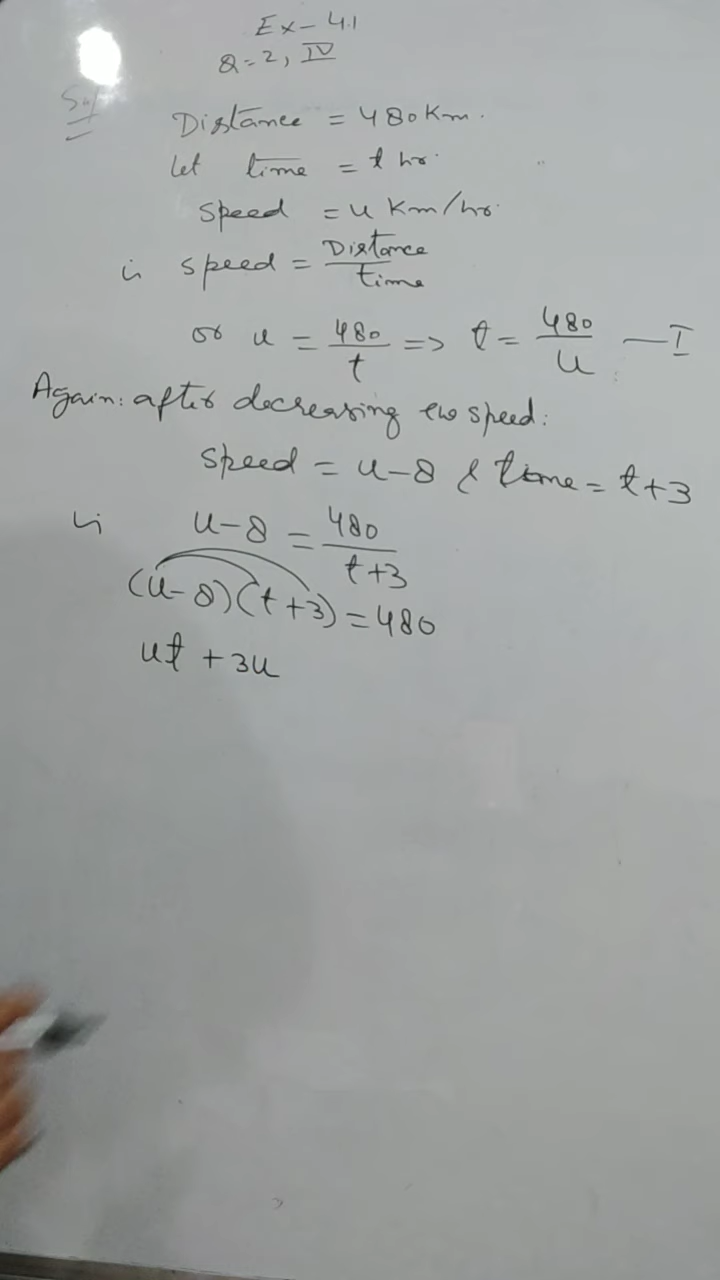 Ex-4.1
Q=2, IV
Sol
Distance = 480 Km.
Let time = t hr.
Speed = u Km/hr.
∵ speed = Distance/time
or u = 480/t => t = 480/u — I
Again: after decreasing the speed:
Speed = u-8 & time = t+3
∵ u-8 = 480/t+3
(u-8)(t+3)=480
ut +3u